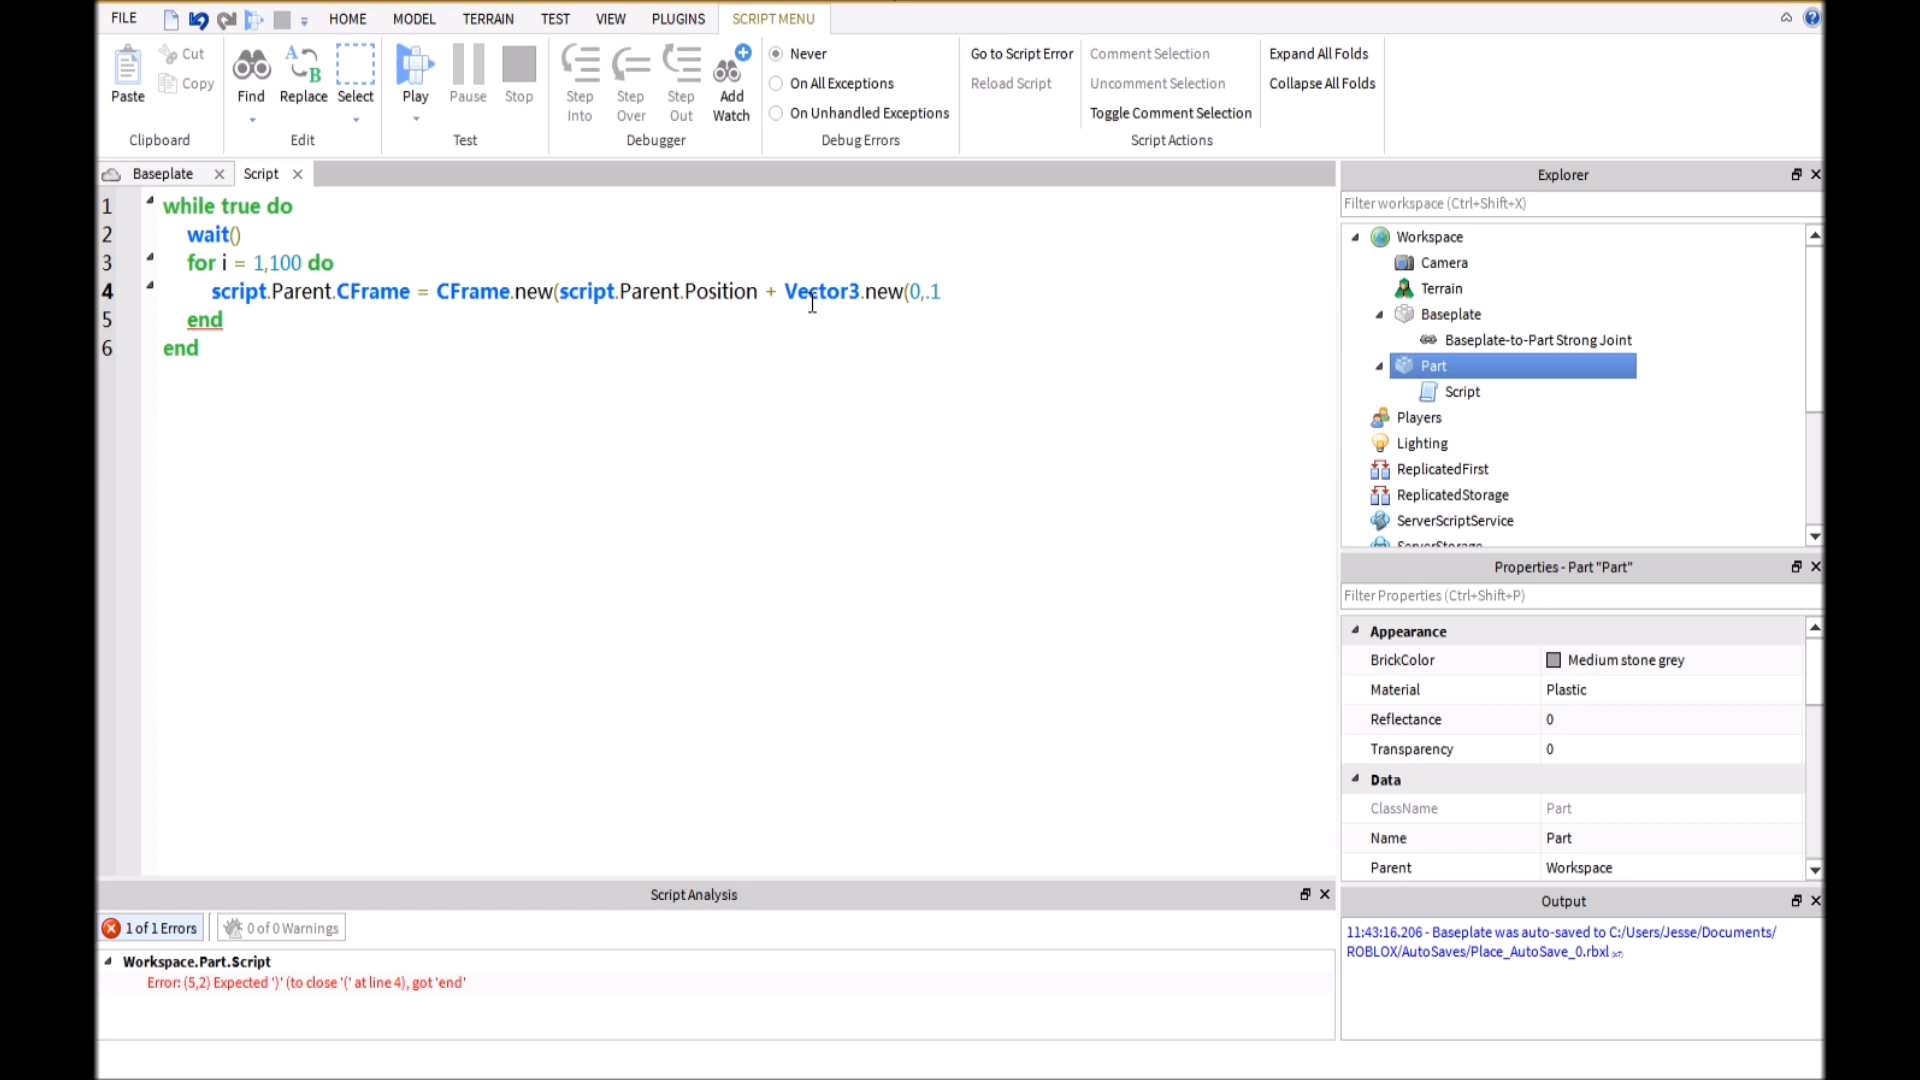 FILE HOME MODEL TERRAIN TEST VIEW PLUGINS SCRIPT MENU
Paste
Cut
Copy
Clipboard
Find
Replace
Select
Edit
Play
Pause
Stop
Test
Step Into
Step Over
Step Out
Add Watch
Debugger
Never
On All Exceptions
On Unhandled Exceptions
Debug Errors
Go to Script Error
Reload Script
Comment Selection
Uncomment Selection
Toggle Comment Selection
Script Actions
Expand All Folds
Collapse All Folds
Baseplate
Script
1 while true do
2 wait()
3 for i = 1,100 do
4 script.Parent.CFrame = CFrame.new(script.Parent.Position + Vector3.new(0,.1
5 end
6 end
Script Analysis
1 of 1 Errors
0 of 0 Warnings
Workspace.Part.Script
Error: (5,2) Expected ')' (to close '(' at line 4), got 'end'
Explorer
Filter workspace (Ctrl+Shift+X)
Workspace
Camera
Terrain
Baseplate
Baseplate-to-Part Strong Joint
Part
Script
Players
Lighting
ReplicatedFirst
ReplicatedStorage
ServerScriptService
ServerStorage
Properties - Part "Part"
Filter Properties (Ctrl+Shift+P)
Appearance
BrickColor Medium stone grey
Material Plastic
Reflectance 0
Transparency 0
Data
ClassName Part
Name Part
Parent Workspace
Output
11:43:16.206 - Baseplate was auto-saved to C:/Users/Jesse/Documents/
ROBLOX/AutoSaves/Place_AutoSave_0.rbxl